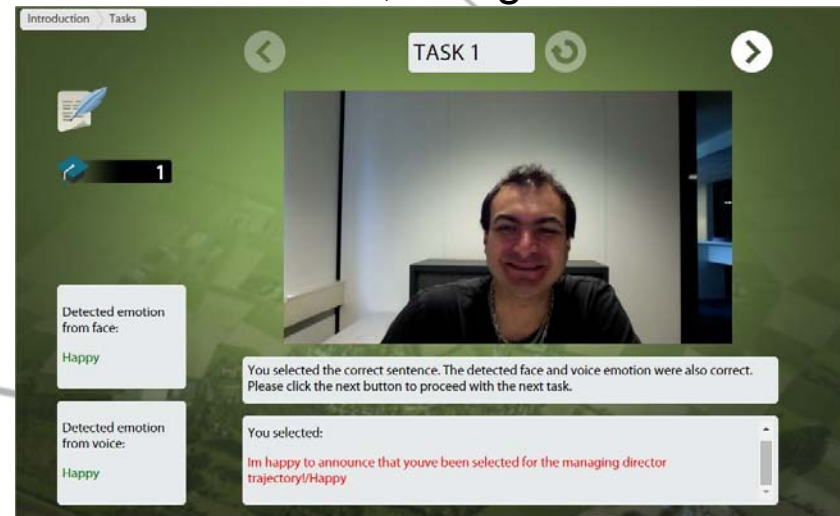 Introduction Tasks
TASK 1
1
Detected emotion
from face:
Happy
You selected the correct sentence. The detected face and voice emotion were also correct.
Please click the next button to proceed with the next task.
Detected emotion
from voice:
Happy
You selected:
Im happy to announce that youve been selected for the managing director
trajectory!/Happy